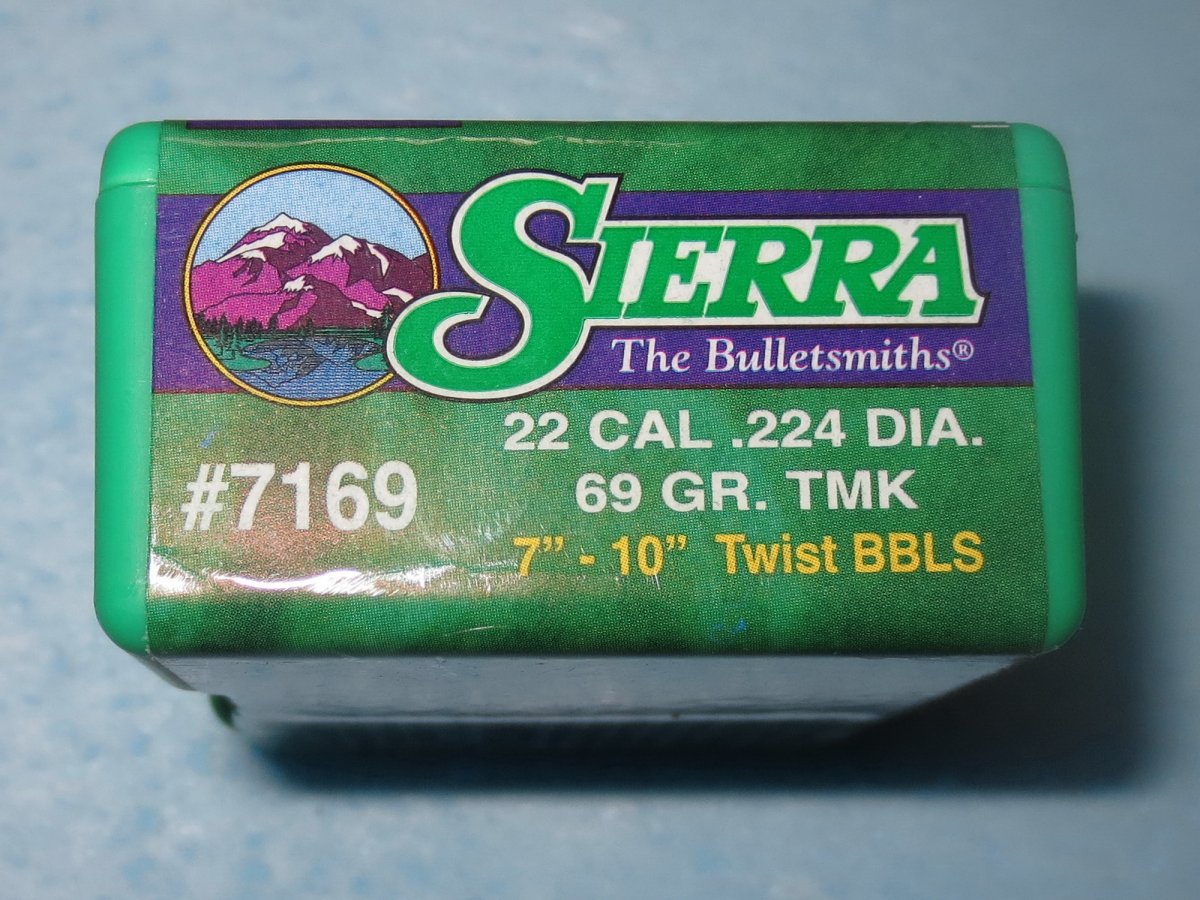 SIERRA
The Bulletsmiths®
#7169
22 CAL .224 DIA.
69 GR. TMK
7" - 10" Twist BBLS